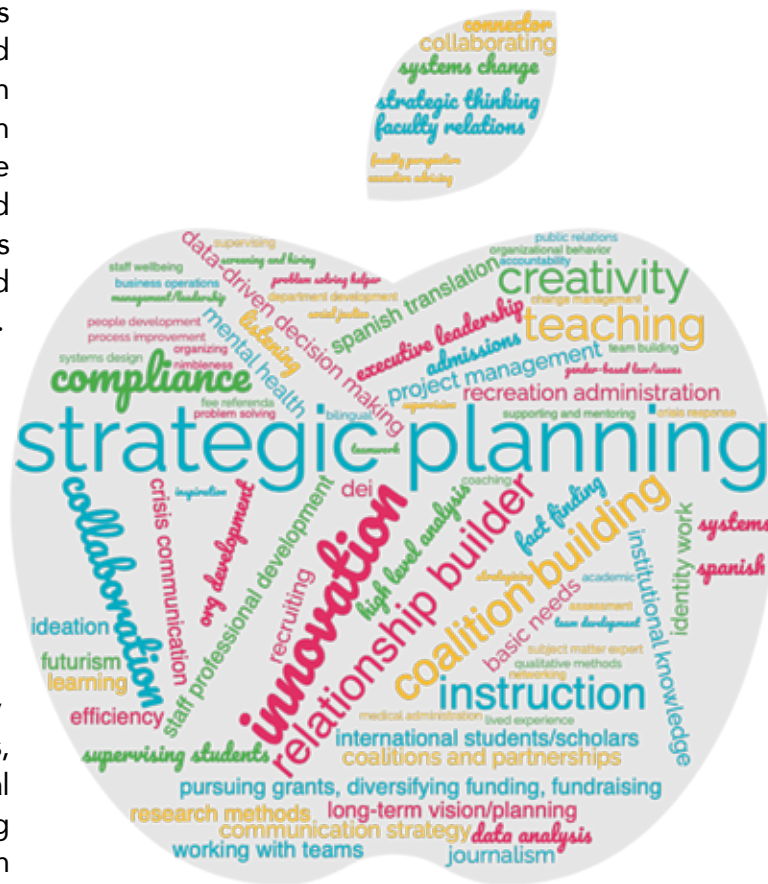 s
d
n
n
e
d
s
d
.
,
s,
al
g
n
connector
collaborating
systems change
strategic thinking
faculty relations
faculty perspective
executive advising
data-driven decision making
supervising
screening and hiring
staff wellbeing
business operations
management/leadership
problem solving helper
department development
social justice
mental health
listening
people development
process improvement
organizing
nimbleness
systems design
compliance
fee referenda
problem solving
bilingual
spanish translation
public relations
organizational behavior
accountability
creativity
change management
executive leadership
teaching
admissions
team building
project management
gender-based law/issues
recreation administration
supervision
supporting and mentoring
crisis response
strategic planning
teamwork
collaboration
crisis communication
inspiration
org development
staff professional development
dei
recruiting
innovation
coaching
high level analysis
relationship builder
fact finding
coalition building
strategizing
academic
basic needs
assessment
team development
institutional knowledge
identity work
systems
spanish
subject matter expert
qualitative methods
networking
ideation
futurism
learning
efficiency
supervising students
instruction
medical administration
lived experience
international students/scholars
coalitions and partnerships
pursuing grants, diversifying funding, fundraising
research methods
long-term vision/planning
communication strategy
data analysis
working with teams
journalism